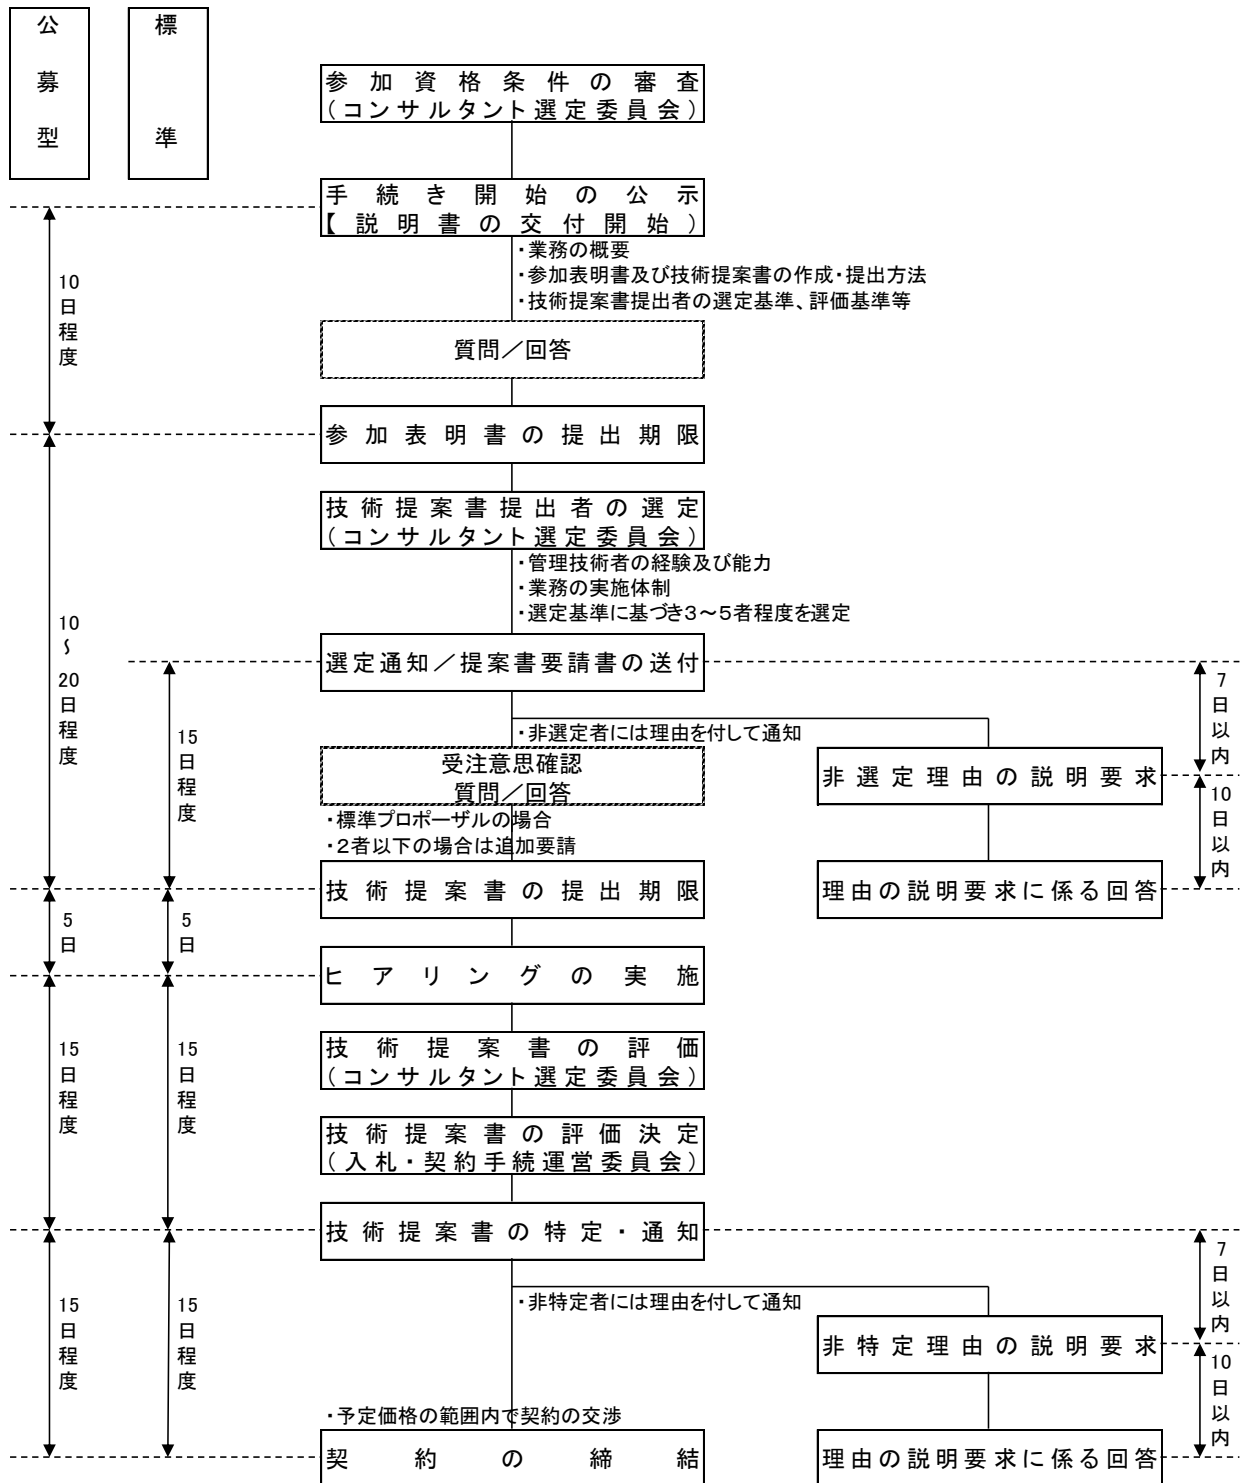 公募型
標準
参加資格条件の審査
(コンサルタント選定委員会)
手続き開始の公示
【説明書の交付開始)
・業務の概要
・参加表明書及び技術提案書の作成・提出方法
・技術提案書提出者の選定基準、評価基準等
10日程度
質問／回答
参加表明書の提出期限
技術提案書提出者の選定
(コンサルタント選定委員会)
・管理技術者の経験及び能力
・業務の実施体制
・選定基準に基づき３～５者程度を選定
10～20日程度
選定通知／提案書要請書の送付
7日以内
15日程度
・非選定者には理由を付して通知
受注意思確認
質問／回答
非選定理由の説明要求
10日以内
・標準プロポーザルの場合
・２者以下の場合は追加要請
技術提案書の提出期限
理由の説明要求に係る回答
5日
5日
ヒアリングの実施
15日程度
15日程度
技術提案書の評価
(コンサルタント選定委員会)
技術提案書の評価決定
(入札・契約手続運営委員会)
技術提案書の特定・通知
7日以内
・非特定者には理由を付して通知
15日程度
15日程度
非特定理由の説明要求
10日以内
・予定価格の範囲内で契約の交渉
契約の締結
理由の説明要求に係る回答